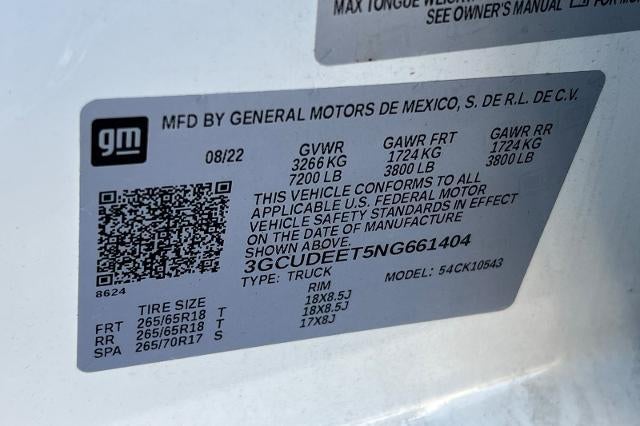 MAX TONGUE WEIGHT
SEE OWNER'S MANUAL FOR MORE
gm
MFD BY GENERAL MOTORS DE MEXICO, S. DE R.L. DE C.V.
08/22 GVWR GAWR FRT GAWR RR
3266 KG 1724 KG 1724 KG
7200 LB 3800 LB 3800 LB
THIS VEHICLE CONFORMS TO ALL
APPLICABLE U.S. FEDERAL MOTOR
VEHICLE SAFETY STANDARDS IN EFFECT
ON THE DATE OF MANUFACTURE
SHOWN ABOVE.
3GCUDEET5NG661404
TYPE: TRUCK MODEL: 54CK10543
8624
TIRE SIZE RIM
FRT 265/65R18 T 18X8.5J
RR 265/65R18 T 18X8.5J
SPA 265/70R17 S 17X8J